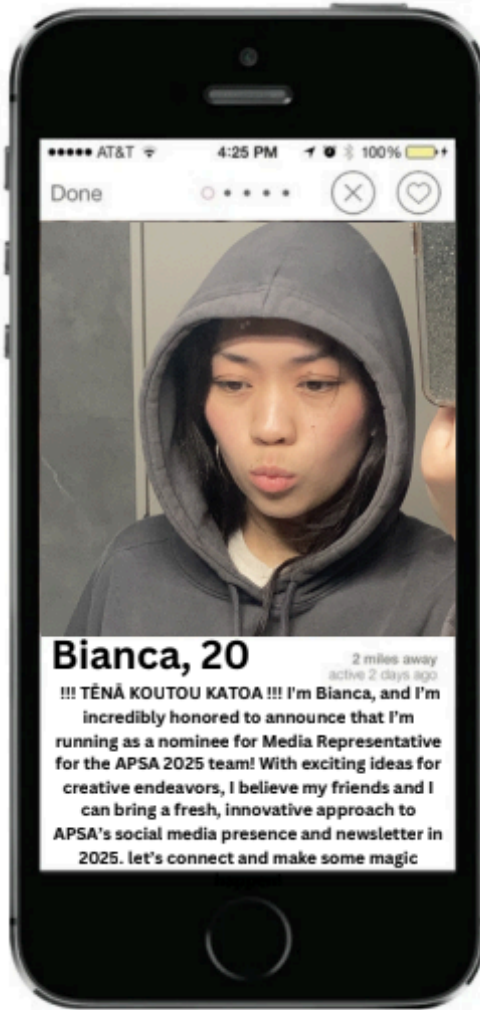 AT&T 4:25 PM 100%
Done
Bianca, 20
2 miles away
active 2 days ago
!!! TĒNĀ KOUTOU KATOA !!! I'm Bianca, and I'm
incredibly honored to announce that I'm
running as a nominee for Media Representative
for the APSA 2025 team! With exciting ideas for
creative endeavors, I believe my friends and I
can bring a fresh, innovative approach to
APSA's social media presence and newsletter in
2025. let's connect and make some magic